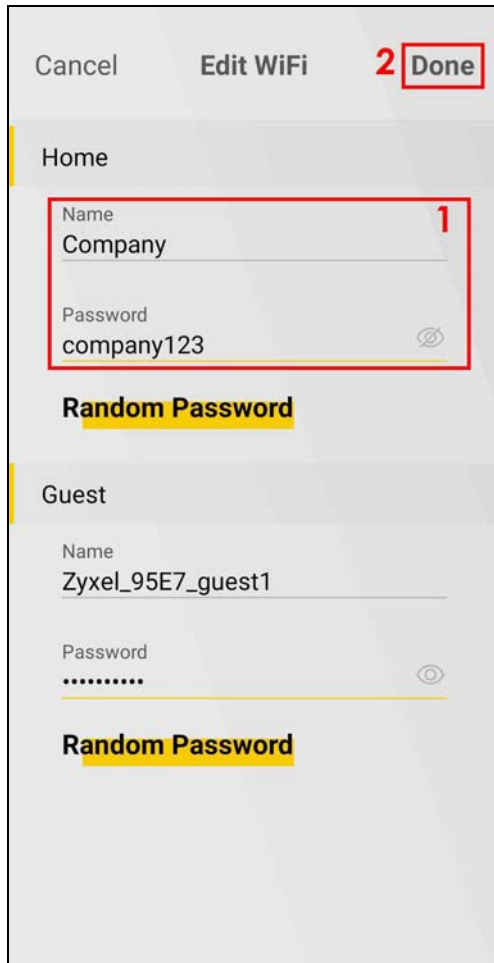 Cancel Edit WiFi 2 Done
Home
1
Name
Company
Password
company123
Random Password
Guest
Name
Zyxel_95E7_guest1
Password
••••••••••
Random Password